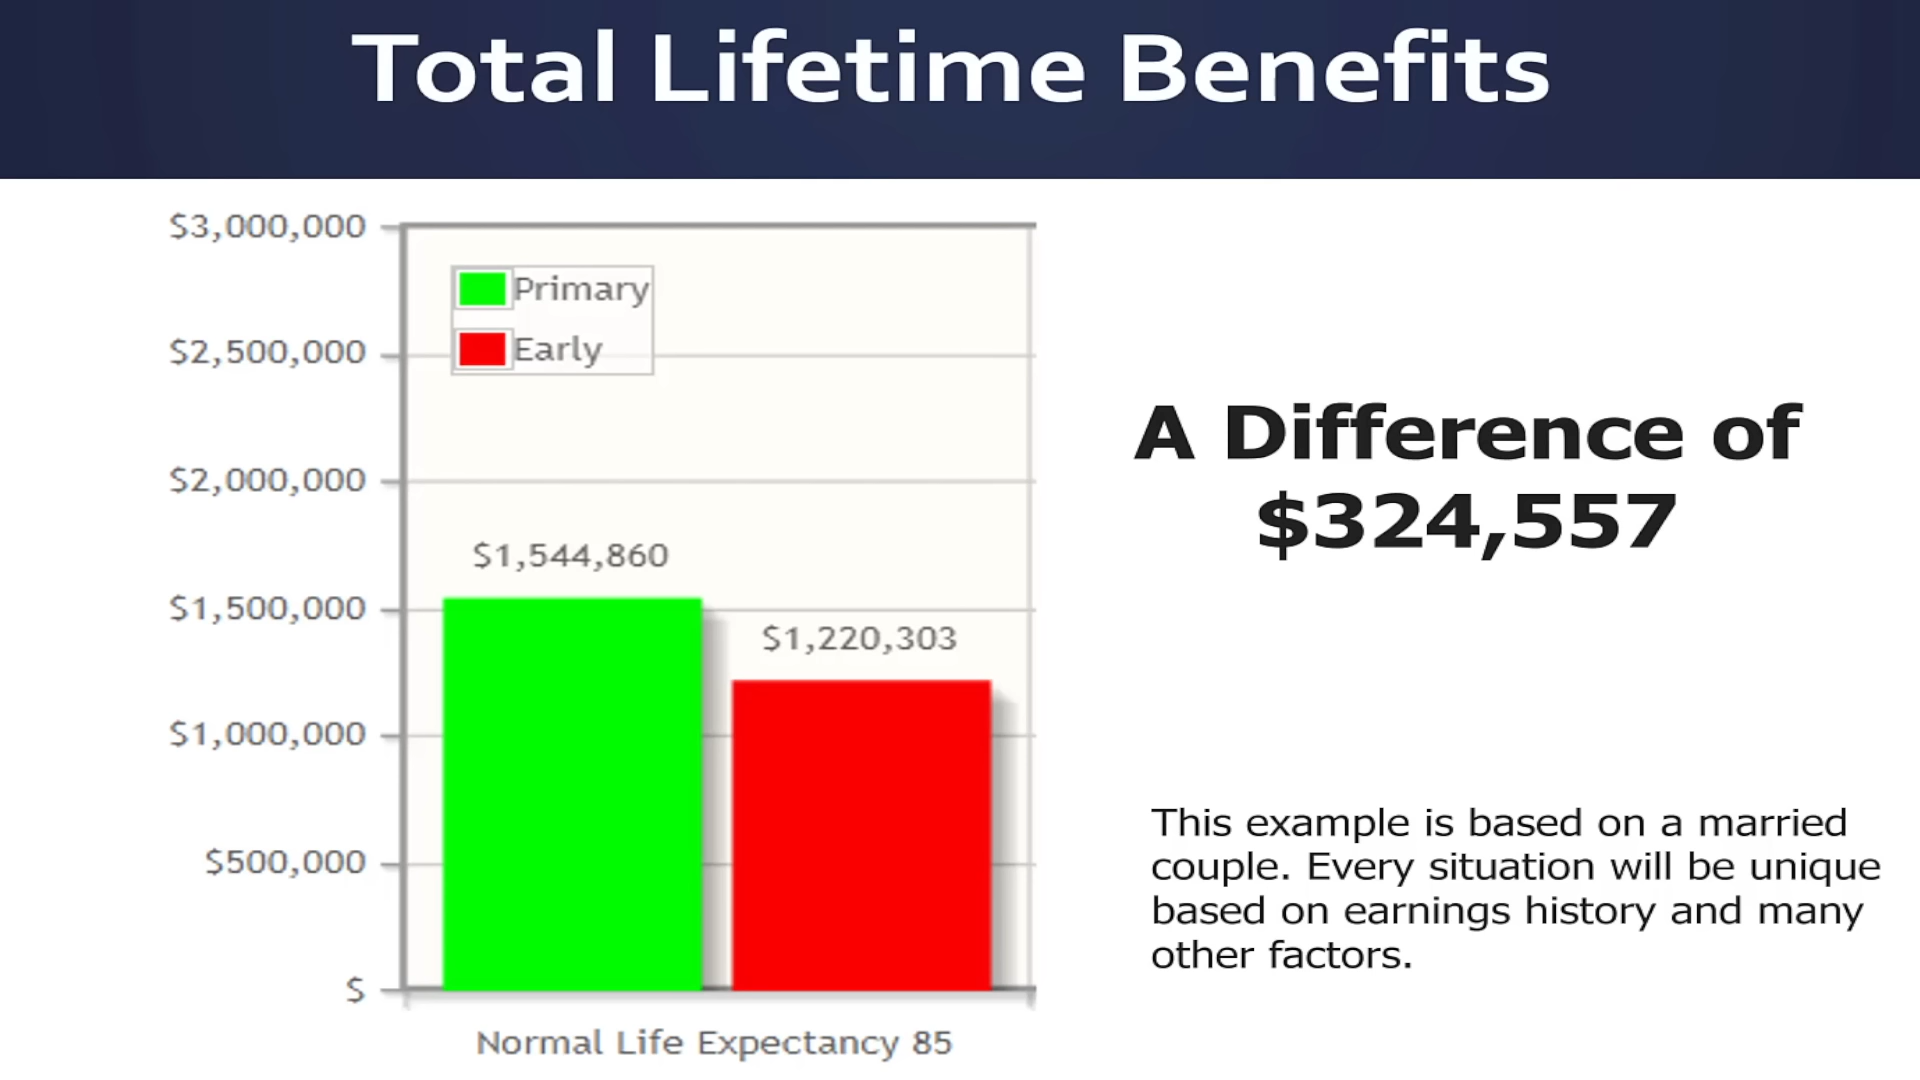 Total Lifetime Benefits
$3,000,000
$2,500,000
$2,000,000
$1,500,000
$1,000,000
$500,000
$
Primary
Early
$1,544,860
$1,220,303
Normal Life Expectancy 85
A Difference of
$324,557
This example is based on a married
couple. Every situation will be unique
based on earnings history and many
other factors.